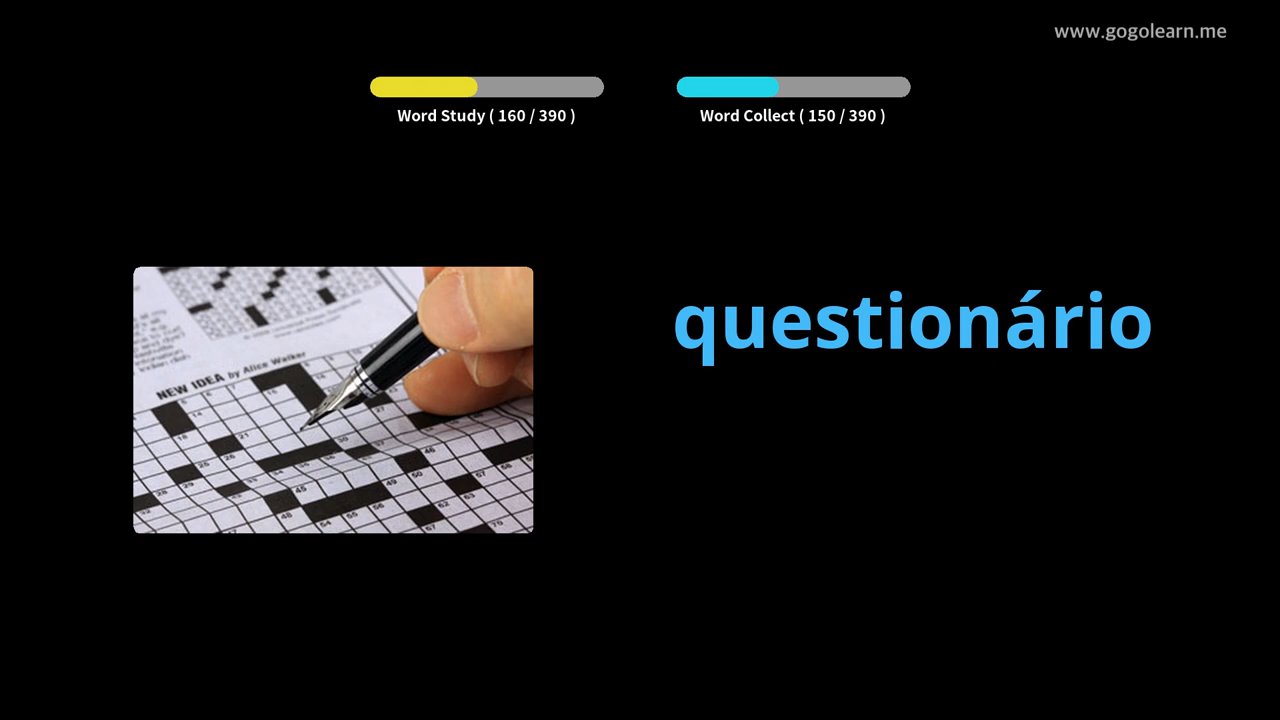 www.gogolearn.me
Word Study ( 160 / 390 )
Word Collect ( 150 / 390 )
questionário
NEW IDEA by Alice Walker